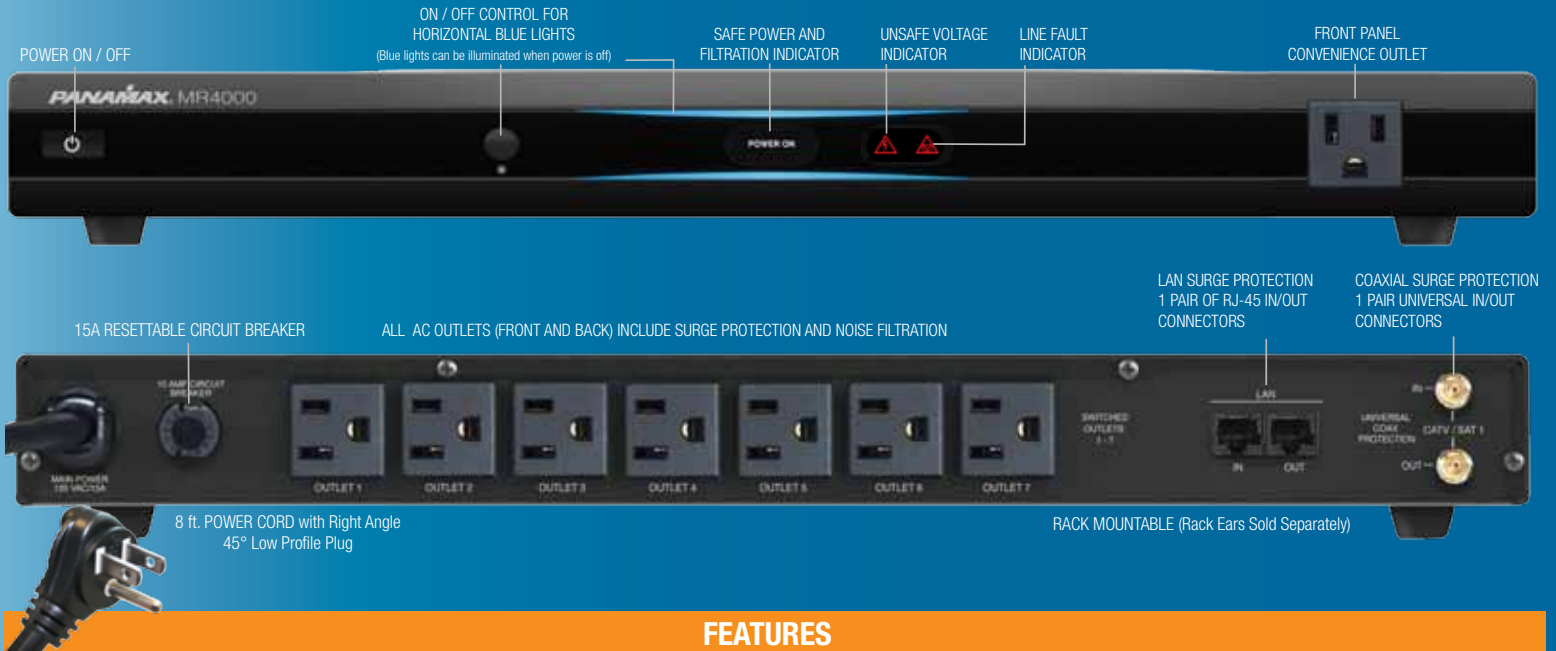 ON / OFF CONTROL FOR
HORIZONTAL BLUE LIGHTS
(Blue lights can be illuminated when power is off)
POWER ON / OFF
SAFE POWER AND
FILTRATION INDICATOR
UNSAFE VOLTAGE
INDICATOR
LINE FAULT
INDICATOR
FRONT PANEL
CONVENIENCE OUTLET
PANAMAX. MR4000
POWER ON
LAN SURGE PROTECTION
1 PAIR OF RJ-45 IN/OUT
CONNECTORS
COAXIAL SURGE PROTECTION
1 PAIR UNIVERSAL IN/OUT
CONNECTORS
15A RESETTABLE CIRCUIT BREAKER
ALL AC OUTLETS (FRONT AND BACK) INCLUDE SURGE PROTECTION AND NOISE FILTRATION
AMP CIRCUIT
BREAKER
MAIN POWER
OUTLET 1
OUTLET 2
OUTLET 3
OUTLET 4
OUTLET 5
OUTLET 6
OUTLET 7
SWITCHED
OUTLETS
1 - 7
LAN
IN
OUT
UNIVERSAL
COAX
PROTECTION
IN
CATV / SAT 1
OUT
8 ft. POWER CORD with Right Angle
45° Low Profile Plug
RACK MOUNTABLE (Rack Ears Sold Separately)
FEATURES